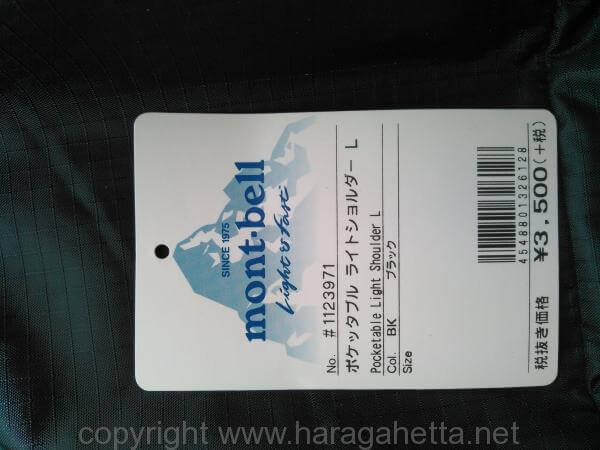 SINCE 1975
mont-bell
Light & Fast
No. #1123971
ポケッタブル ライトショルダー L
Pocketable Light Shoulder L
Col. BK ブラック
Size
4548801326128
税抜き価格 ¥3,500(+税)
copyright www.haragahetta.net